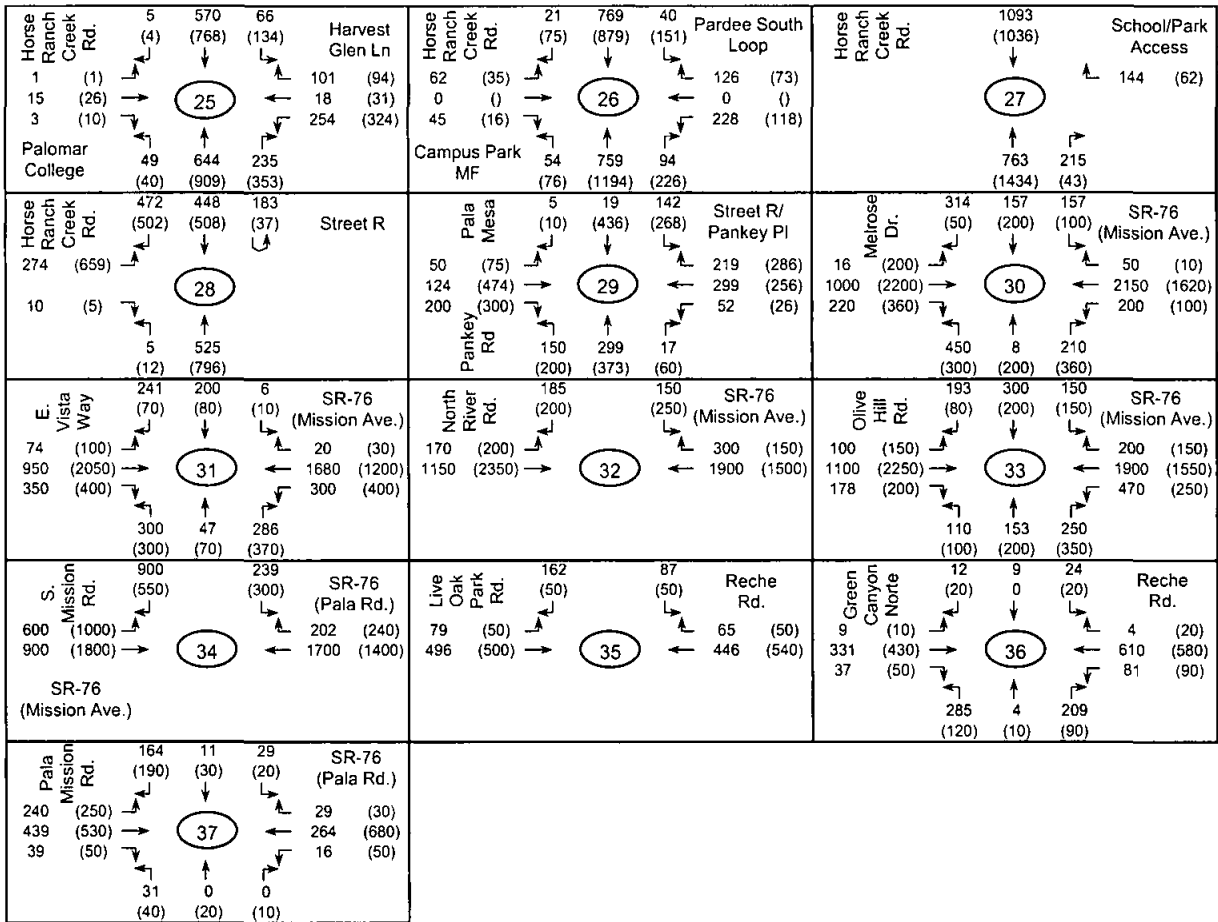 5 570 66
(4) (768) (134)
Horse
Ranch
Creek
Rd.
Harvest
Glen Ln
1 (1)
15 (26)
3 (10)
25
101 (94)
18 (31)
254 (324)
Palomar
College
49 644 235
(40) (909) (353)
21 769 40
(75) (879) (151)
Horse
Ranch
Creek
Rd.
Pardee South
Loop
62 (35)
0 ()
45 (16)
26
126 (73)
0 ()
228 (118)
Campus Park
MF
54 759 94
(76) (1194) (226)
1093
(1036)
Horse
Ranch
Creek
Rd.
School/Park
Access
27
144 (62)
763 215
(1434) (43)
472 448 183
(502) (508) (37)
Horse
Ranch
Creek
Rd.
Street R
274 (659)
10 (5)
28
5 525
(12) (796)
5 19 142
(10) (436) (268)
Pala
Mesa
Street R/
Pankey Pl
50 (75)
124 (474)
200 (300)
29
219 (286)
299 (256)
52 (26)
Pankey
Rd
150 299 17
(200) (373) (60)
314 157 157
(50) (200) (100)
Melrose
Dr.
SR-76
(Mission Ave.)
16 (200)
1000 (2200)
220 (360)
30
50 (10)
2150 (1620)
200 (100)
450 8 210
(300) (200) (360)
241 200 6
(70) (80) (10)
E.
Vista
Way
SR-76
(Mission Ave.)
74 (100)
950 (2050)
350 (400)
31
20 (30)
1680 (1200)
300 (400)
300 47 286
(300) (70) (370)
185 150
(200) (250)
North
River
Rd.
SR-76
(Mission Ave.)
170 (200)
1150 (2350)
32
300 (150)
1900 (1500)
193 300 150
(80) (200) (150)
Olive
Hill
Rd.
SR-76
(Mission Ave.)
100 (150)
1100 (2250)
178 (200)
33
200 (150)
1900 (1550)
470 (250)
110 153 250
(100) (200) (350)
900 239
(550) (300)
S.
Mission
Rd.
SR-76
(Pala Rd.)
600 (1000)
900 (1800)
34
202 (240)
1700 (1400)
SR-76
(Mission Ave.)
162 87
(50) (50)
Live
Oak
Park
Rd.
Reche
Rd.
79 (50)
496 (500)
35
65 (50)
446 (540)
12 9 24
(20) 0 (20)
Green
Canyon
Norte
Reche
Rd.
9 (10)
331 (430)
37 (50)
36
4 (20)
610 (580)
81 (90)
285 4 209
(120) (10) (90)
164 11 29
(190) (30) (20)
Pala
Mission
Rd.
SR-76
(Pala Rd.)
240 (250)
439 (530)
39 (50)
37
29 (30)
264 (680)
16 (50)
31 0 0
(40) (20) (10)